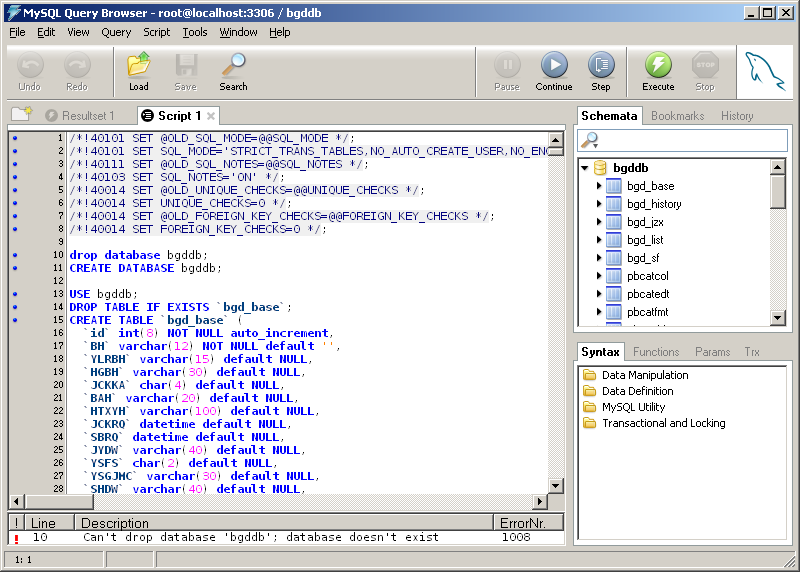 MySQL Query Browser - root@localhost:3306 / bgddb
File Edit View Query Script Tools Window Help
Undo Redo Load Save Search Pause Continue Step Execute Stop
Resultset 1 Script 1
Schemata Bookmarks History
1 /*!40101 SET @OLD_SQL_MODE=@@SQL_MODE */;
2 /*!40101 SET SQL_MODE='STRICT_TRANS_TABLES,NO_AUTO_CREATE_USER,NO_ENG
3 /*!40111 SET @OLD_SQL_NOTES=@@SQL_NOTES */;
4 /*!40103 SET SQL_NOTES='ON' */;
5 /*!40014 SET @OLD_UNIQUE_CHECKS=@@UNIQUE_CHECKS */;
6 /*!40014 SET UNIQUE_CHECKS=0 */;
7 /*!40014 SET @OLD_FOREIGN_KEY_CHECKS=@@FOREIGN_KEY_CHECKS */;
8 /*!40014 SET FOREIGN_KEY_CHECKS=0 */;
9
10 drop database bgddb;
11 CREATE DATABASE bgddb;
12
13 USE bgddb;
14 DROP TABLE IF EXISTS `bgd_base`;
15 CREATE TABLE `bgd_base` (
16 `id` int(8) NOT NULL auto_increment,
17 `BH` varchar(12) NOT NULL default '',
18 `YLRBH` varchar(15) default NULL,
19 `HGBH` varchar(30) default NULL,
20 `JCKKA` char(4) default NULL,
21 `BAH` varchar(20) default NULL,
22 `HTXYH` varchar(100) default NULL,
23 `JCKRQ` datetime default NULL,
24 `SBRQ` datetime default NULL,
25 `JYDW` varchar(40) default NULL,
26 `YSFS` char(2) default NULL,
27 `YSGJMC` varchar(30) default NULL,
28 `SHDW` varchar(40) default NULL,
bgddb
bgd_base
bgd_history
bgd_jzx
bgd_list
bgd_sf
pbcatcol
pbcatedt
pbcatfmt
Syntax Functions Params Trx
Data Manipulation
Data Definition
MySQL Utility
Transactional and Locking
! Line Description ErrorNr.
! 10 Can't drop database 'bgddb'; database doesn't exist 1008
1: 1